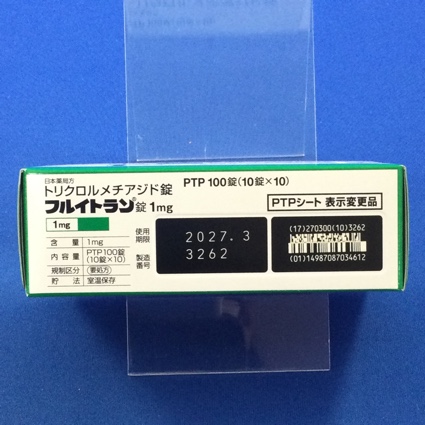 日本薬局方
トリクロルメチアジド錠
フルイトラン®錠1mg
PTP 100錠(10錠×10)
PTPシート 表示変更品
1mg
含 量 1mg
内容量 PTP100錠
(10錠×10)
規制区分 (要処方)
貯 法 室温保存
使用
期限
2027.3
製造
番号
3262
(17)270300(10)3262
(01)14987087034612